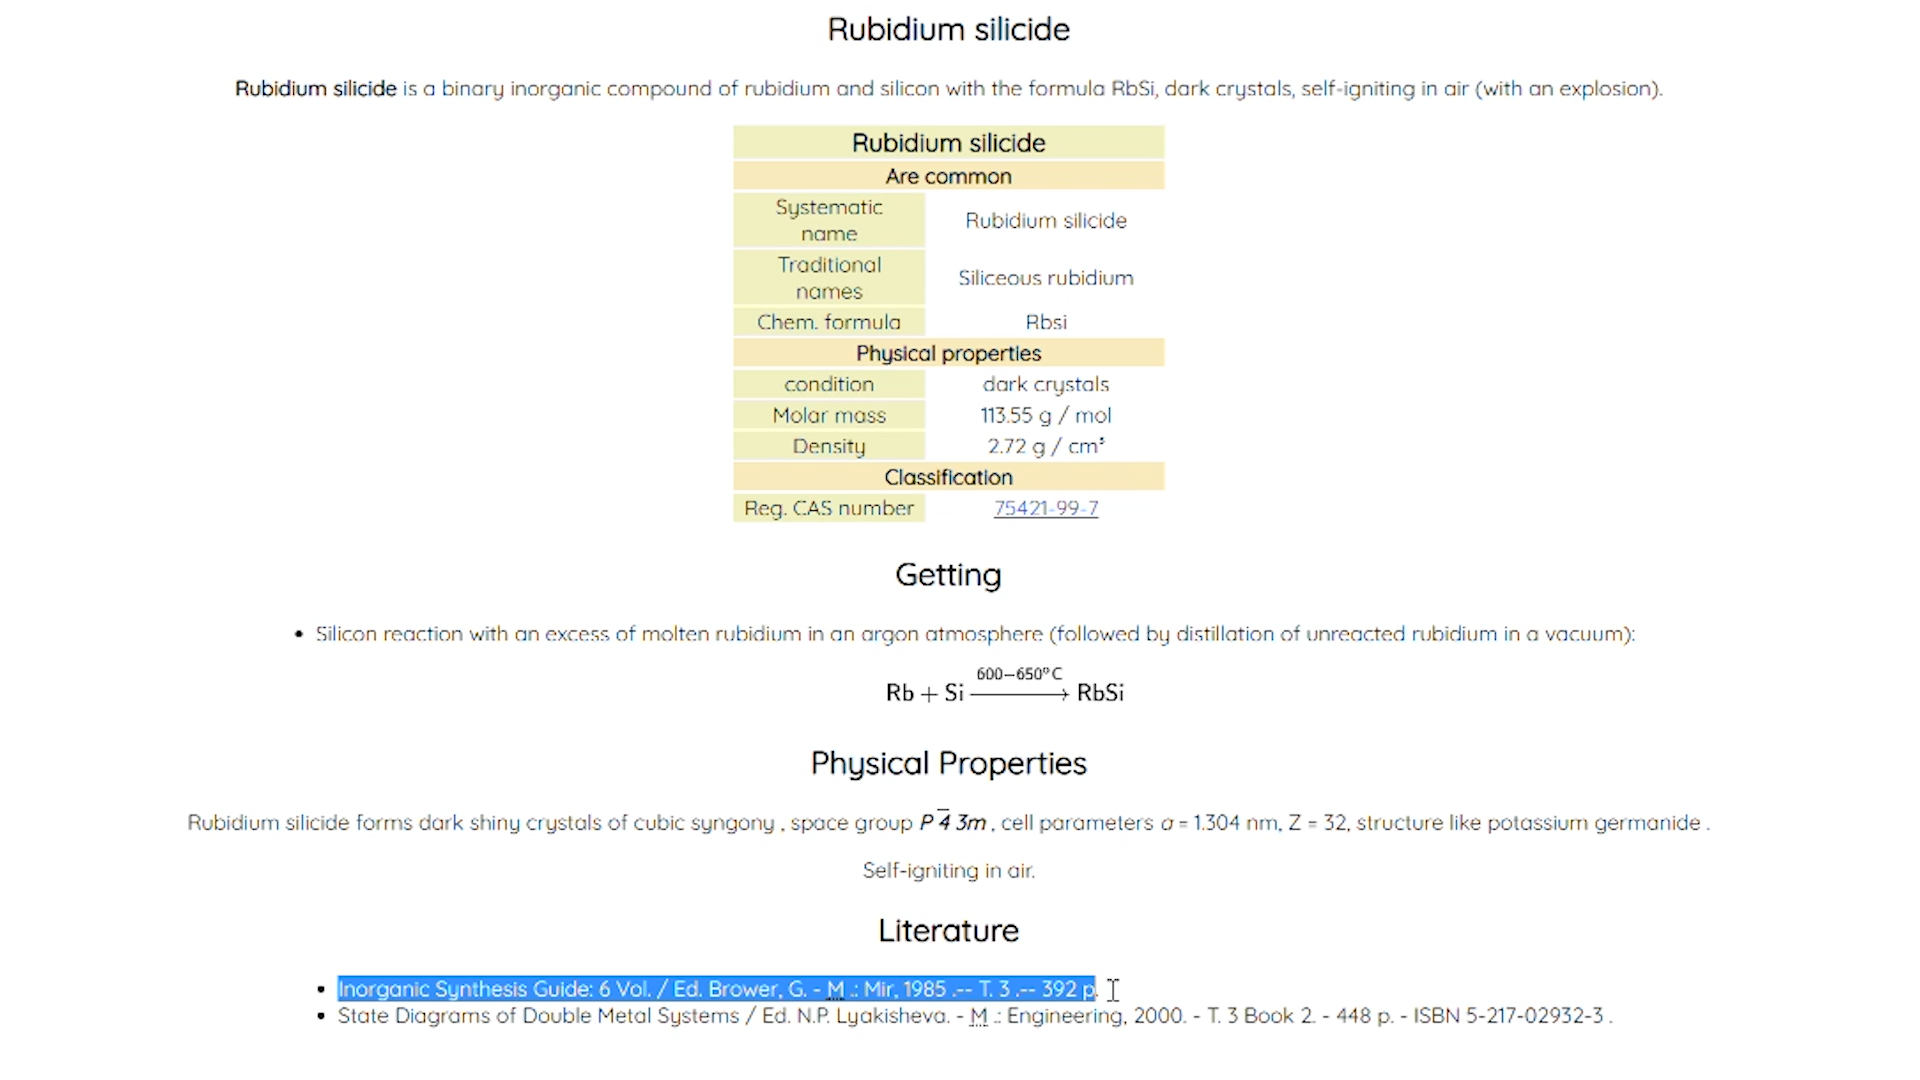 Rubidium silicide
Rubidium silicide is a binary inorganic compound of rubidium and silicon with the formula RbSi, dark crystals, self-igniting in air (with an explosion).
Rubidium silicide
Are common
Systematic name
Rubidium silicide
Traditional names
Siliceous rubidium
Chem. formula
Rbsi
Physical properties
condition
dark crystals
Molar mass
113.55 g / mol
Density
2.72 g / cm³
Classification
Reg. CAS number
75421-99-7
Getting
• Silicon reaction with an excess of molten rubidium in an argon atmosphere (followed by distillation of unreacted rubidium in a vacuum):
600−650°C
Rb + Si ⟶ RbSi
Physical Properties
Rubidium silicide forms dark shiny crystals of cubic syngony , space group P 4̅ 3m , cell parameters a = 1.304 nm, Z = 32, structure like potassium germanide .
Self-igniting in air.
Literature
• Inorganic Synthesis Guide: 6 Vol. / Ed. Brower, G. - M .: Mir, 1985 .-- T. 3 .-- 392 p.
• State Diagrams of Double Metal Systems / Ed. N.P. Lyakisheva. - M .: Engineering, 2000. - T. 3 Book 2. - 448 p. - ISBN 5-217-02932-3 .